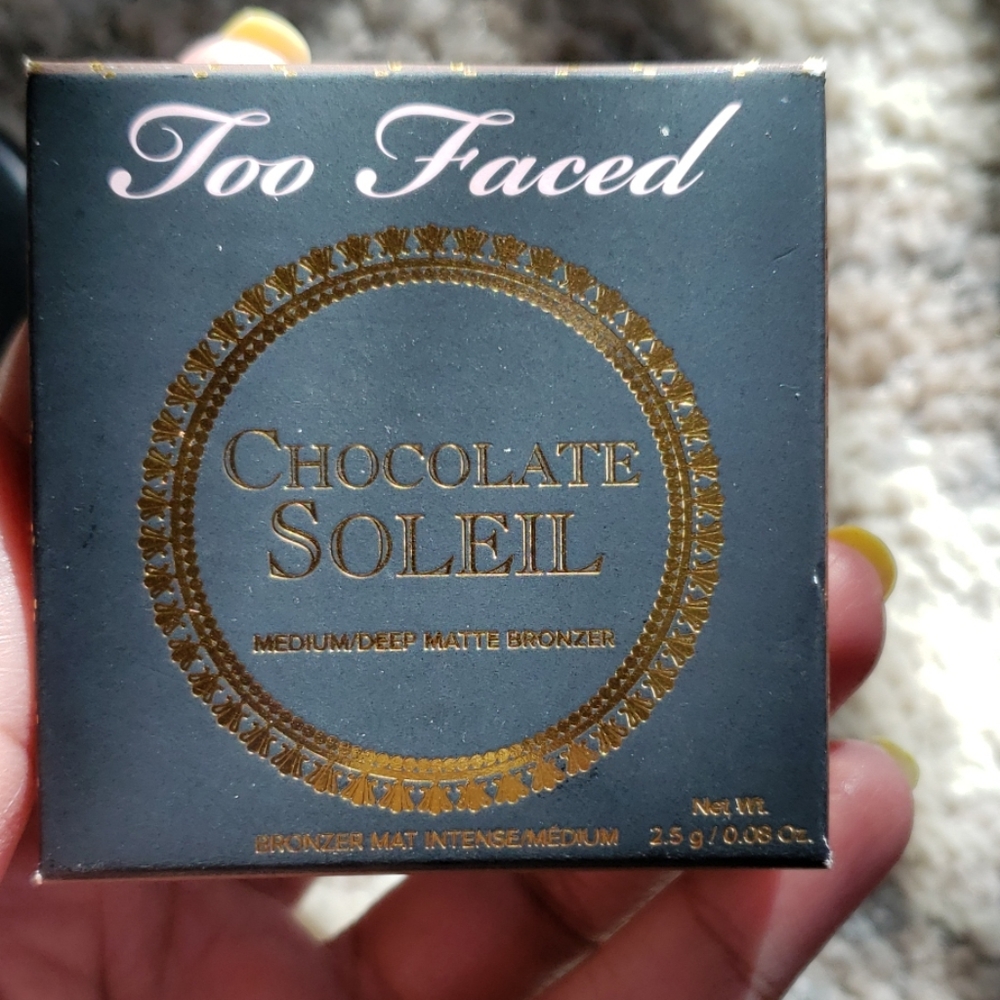 Too Faced
CHOCOLATE
SOLEIL
MEDIUM/DEEP MATTE BRONZER
BRONZER MAT INTENSE/MÉDIUM
Net Wt.
2.5 g / 0.08 Oz.